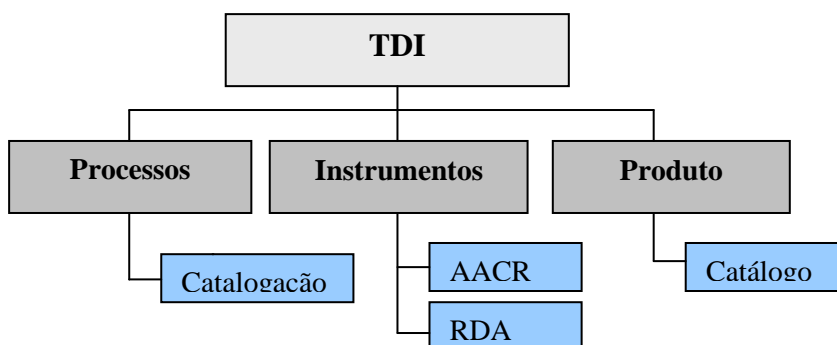 TDI
Processos
Instrumentos
Produto
Catalogação
AACR
Catálogo
RDA